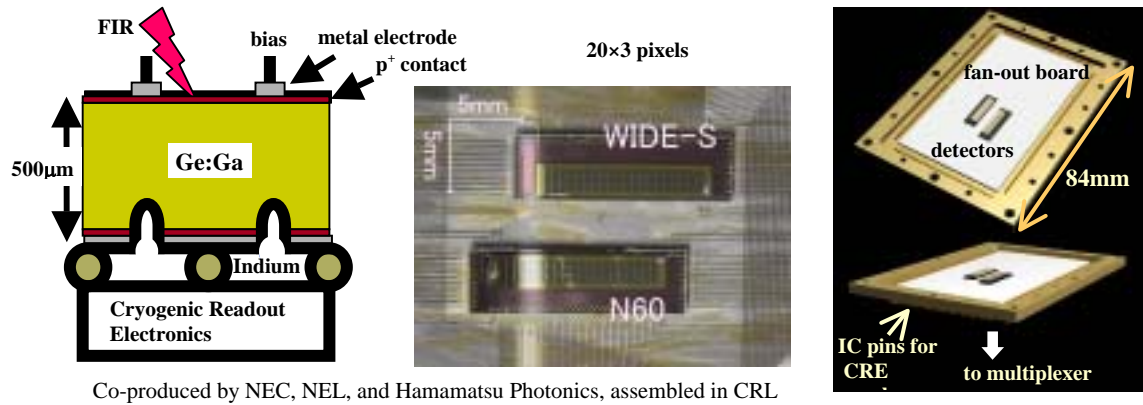 FIR
bias
metal electrode
p⁺ contact
500μm
Ge:Ga
Indium
Cryogenic Readout
Electronics
20×3 pixels
5mm
5mm
WIDE-S
N60
fan-out board
detectors
84mm
IC pins for
CRE
to multiplexer
Co-produced by NEC, NEL, and Hamamatsu Photonics, assembled in CRL